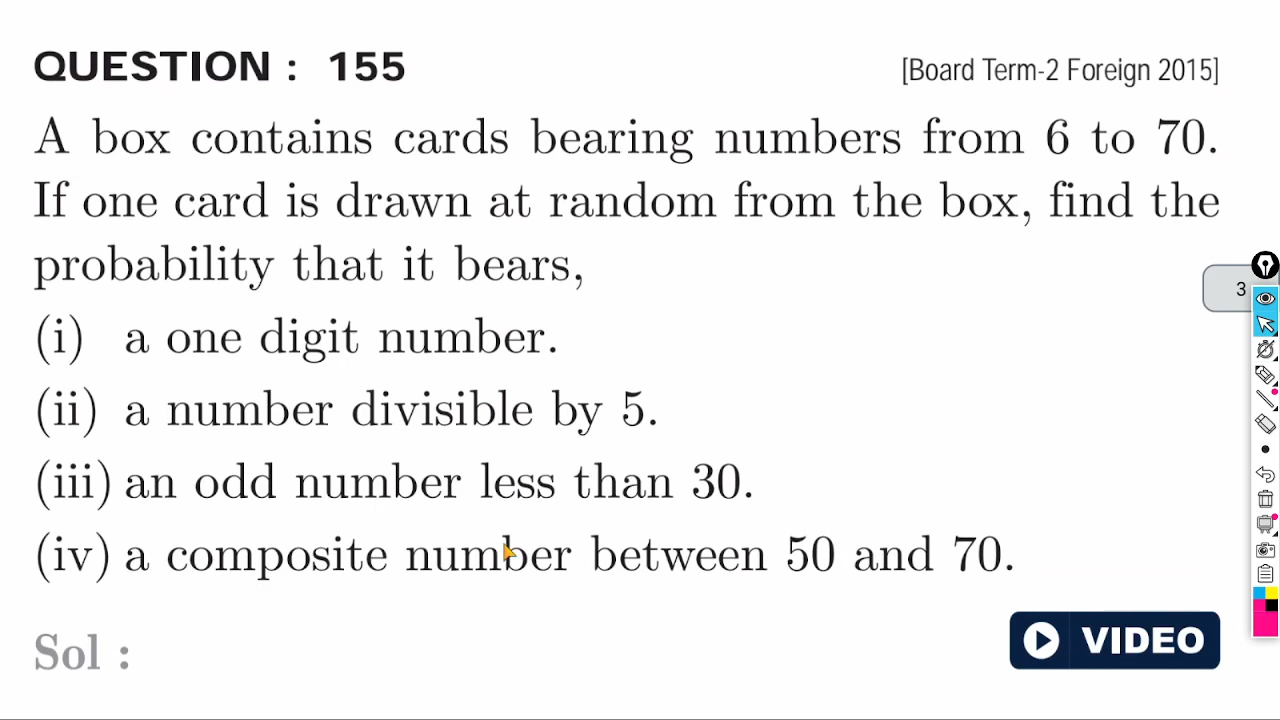 QUESTION : 155
[Board Term-2 Foreign 2015]
A box contains cards bearing numbers from 6 to 70.
If one card is drawn at random from the box, find the
probability that it bears,
(i) a one digit number.
(ii) a number divisible by 5.
(iii) an odd number less than 30.
(iv) a composite number between 50 and 70.
Sol :
VIDEO
3